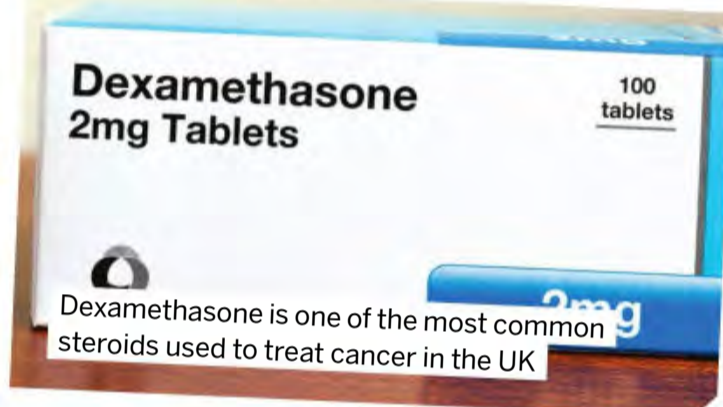 Dexamethasone
2mg Tablets
100
tablets
2mg
Dexamethasone is one of the most common
steroids used to treat cancer in the UK